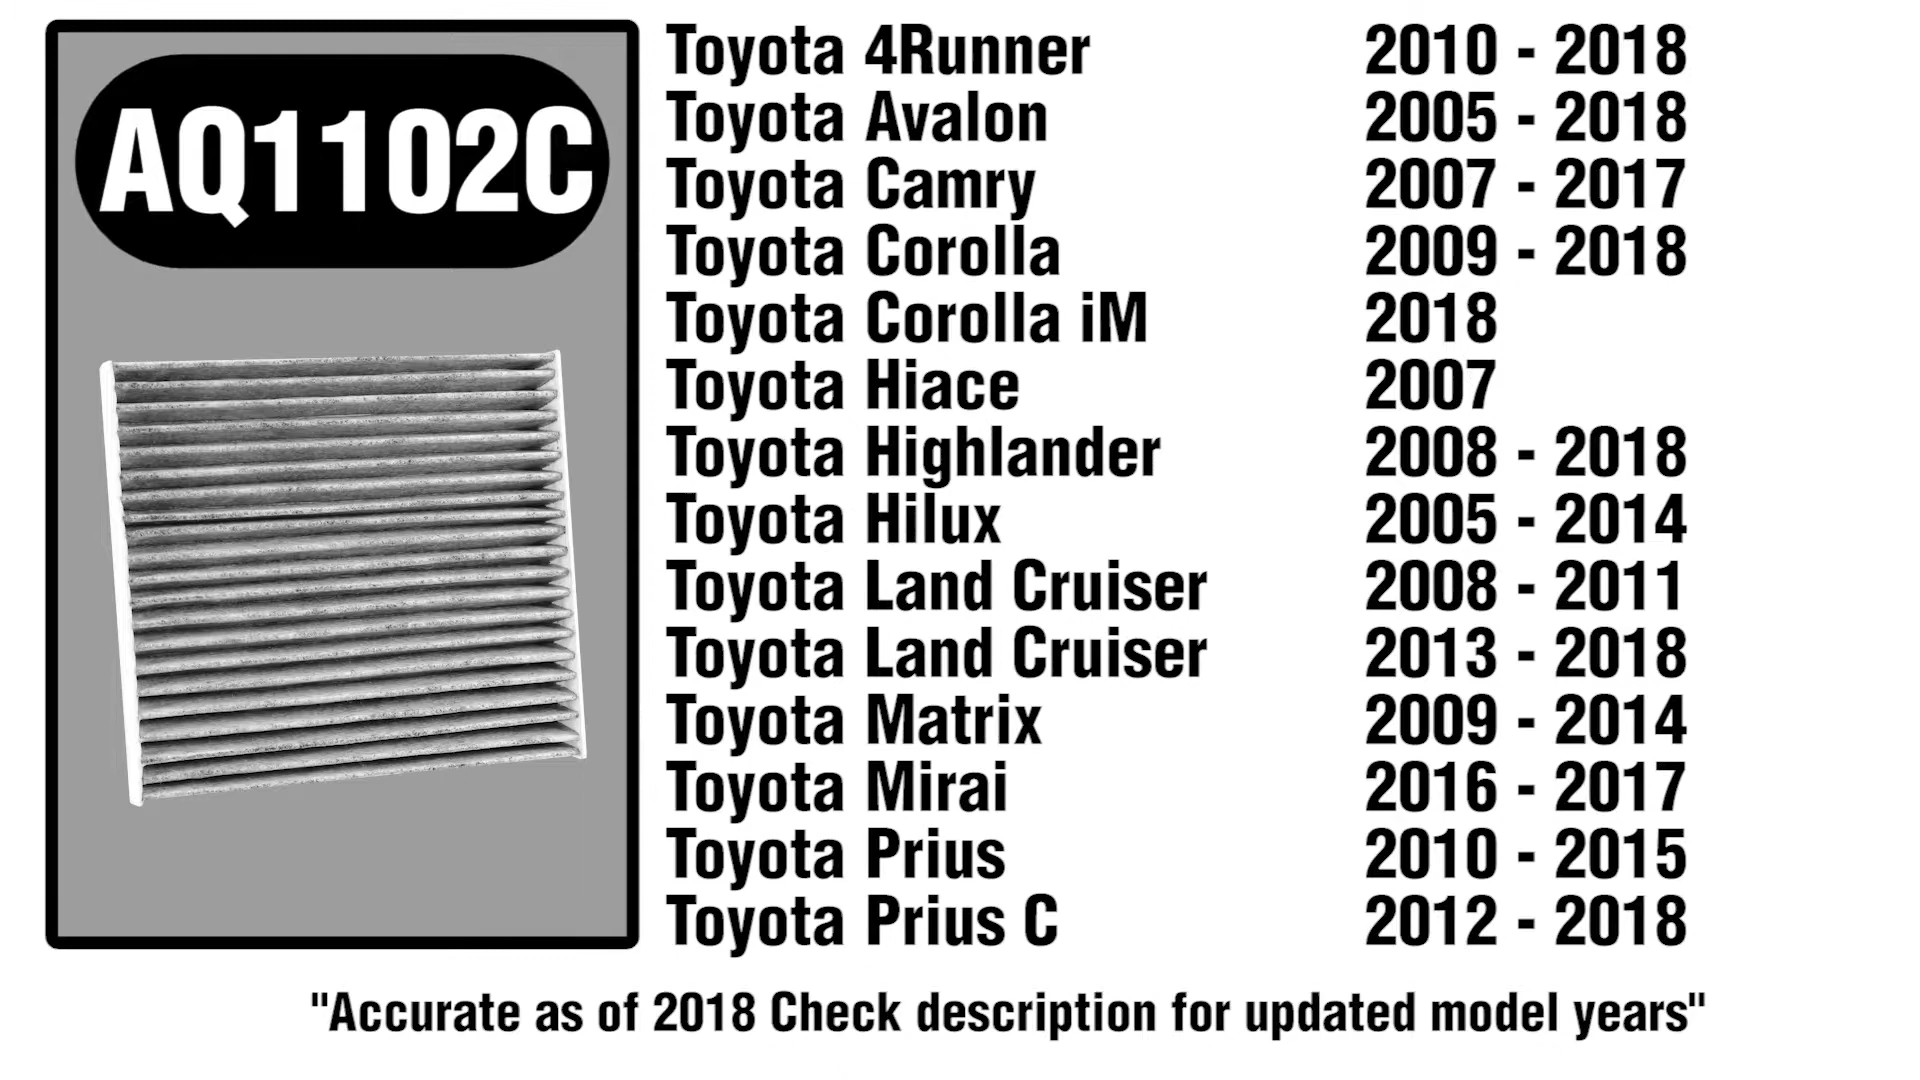 AQ1102C
Toyota 4Runner 2010 - 2018
Toyota Avalon 2005 - 2018
Toyota Camry 2007 - 2017
Toyota Corolla 2009 - 2018
Toyota Corolla iM 2018
Toyota Hiace 2007
Toyota Highlander 2008 - 2018
Toyota Hilux 2005 - 2014
Toyota Land Cruiser 2008 - 2011
Toyota Land Cruiser 2013 - 2018
Toyota Matrix 2009 - 2014
Toyota Mirai 2016 - 2017
Toyota Prius 2010 - 2015
Toyota Prius C 2012 - 2018
"Accurate as of 2018 Check description for updated model years"